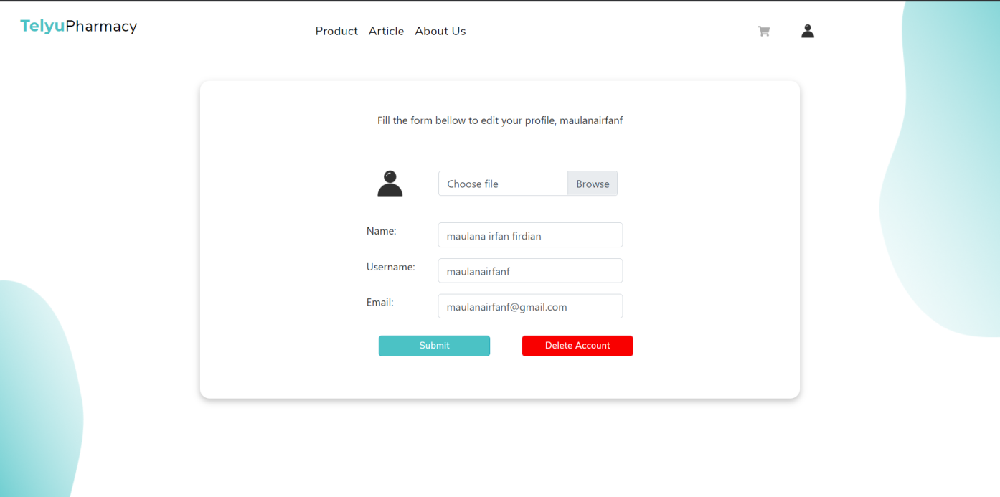 TelyuPharmacy
Product Article About Us
Fill the form bellow to edit your profile, maulanairfanf
Choose file Browse
Name: maulana irfan firdian
Username: maulanairfanf
Email: maulanairfanf@gmail.com
Submit Delete Account